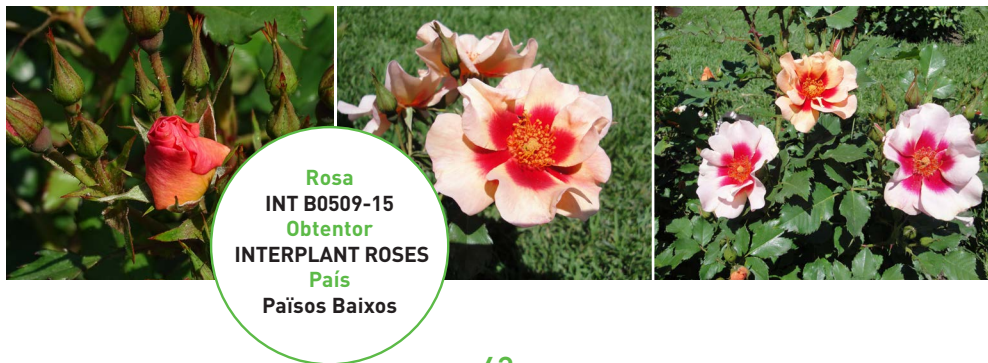 Rosa
INT B0509-15
Obtentor
INTERPLANT ROSES
País
Països Baixos